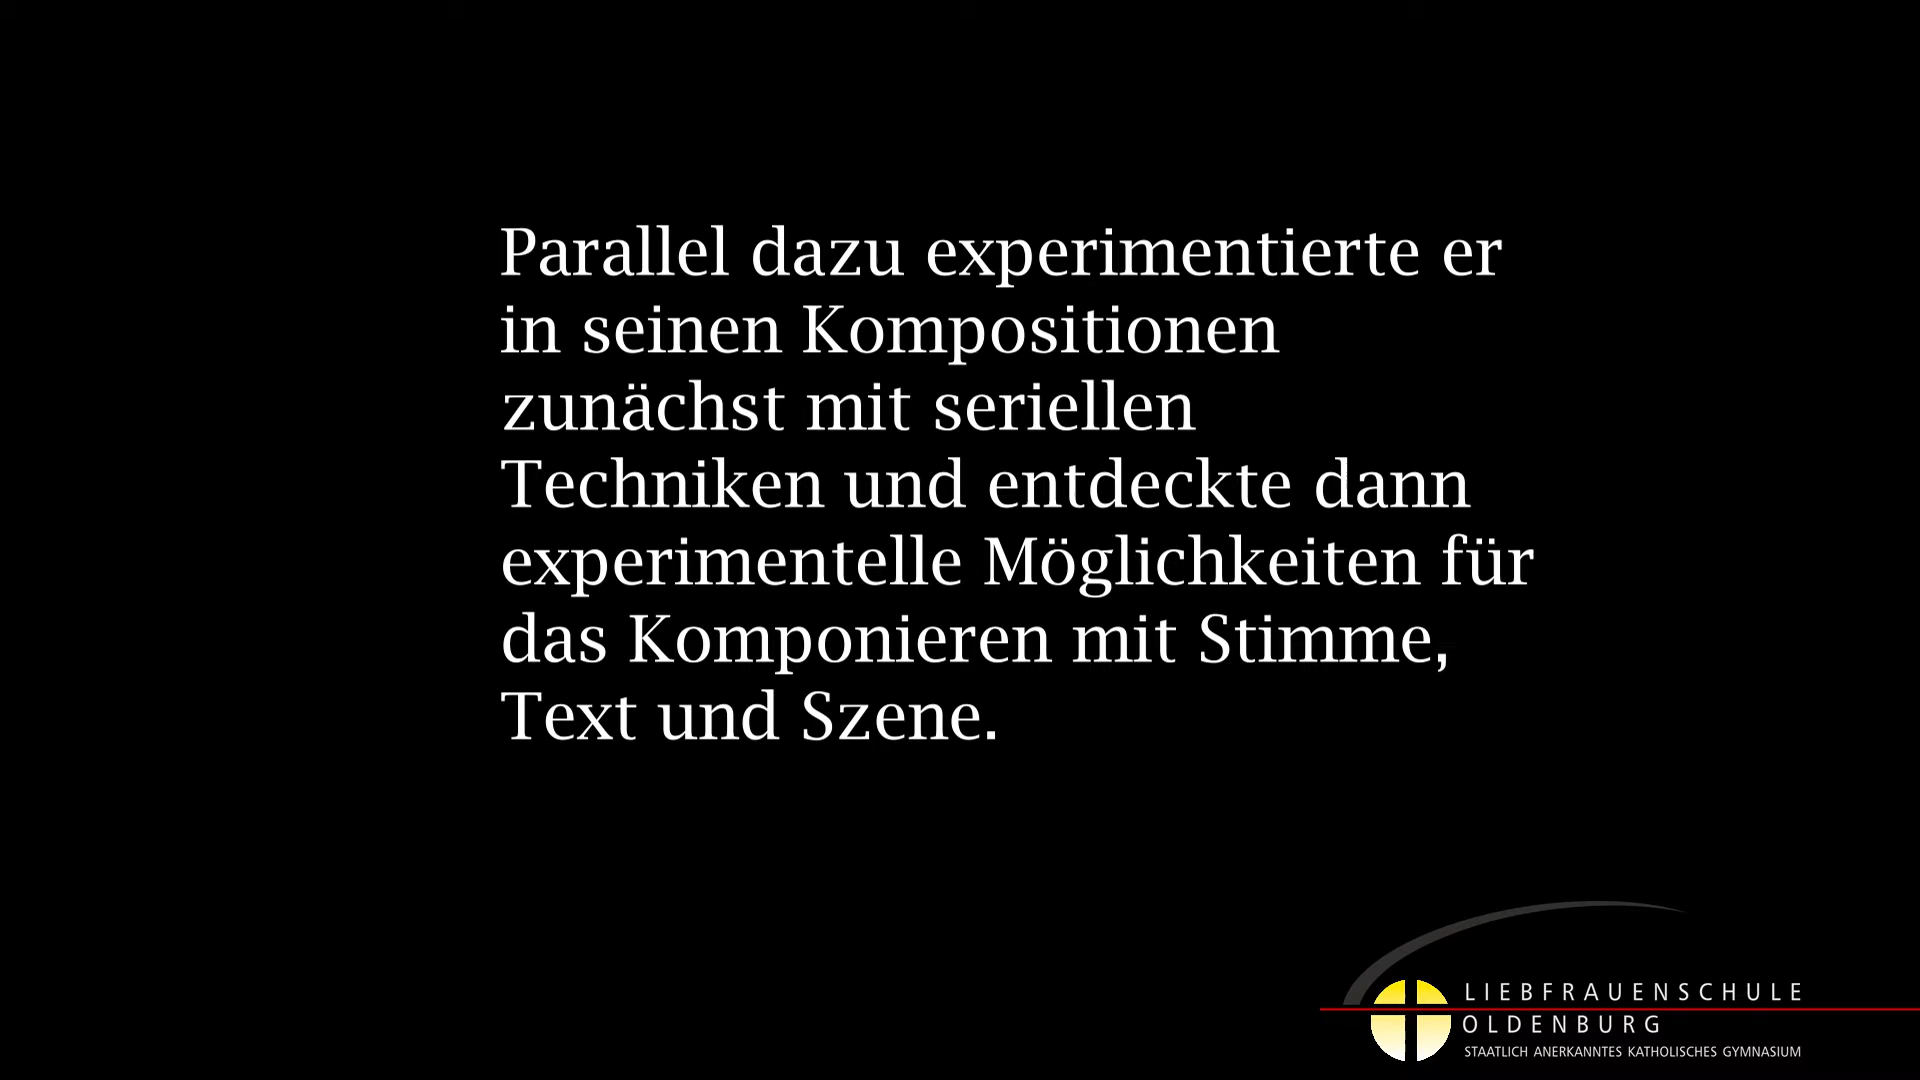 Parallel dazu experimentierte er
in seinen Kompositionen
zunächst mit seriellen
Techniken und entdeckte dann
experimentelle Möglichkeiten für
das Komponieren mit Stimme,
Text und Szene.
LIEBFRAUENSCHULE
OLDENBURG
STAATLICH ANERKANNTES KATHOLISCHES GYMNASIUM